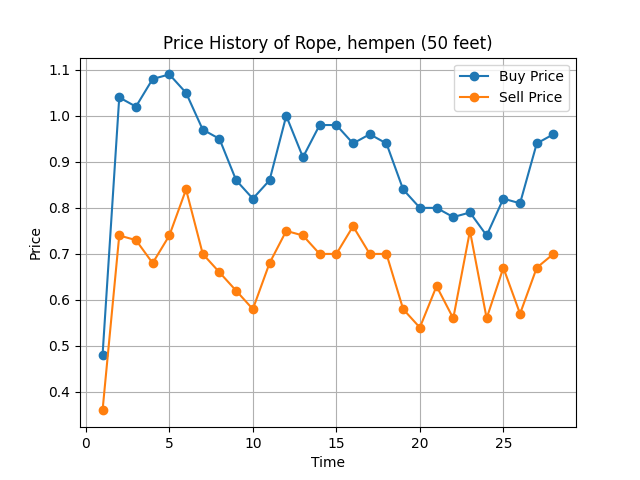 Price History of Rope, hempen (50 feet)
Buy Price
Sell Price
Price
1.1
1.0
0.9
0.8
0.7
0.6
0.5
0.4
0 5 10 15 20 25
Time